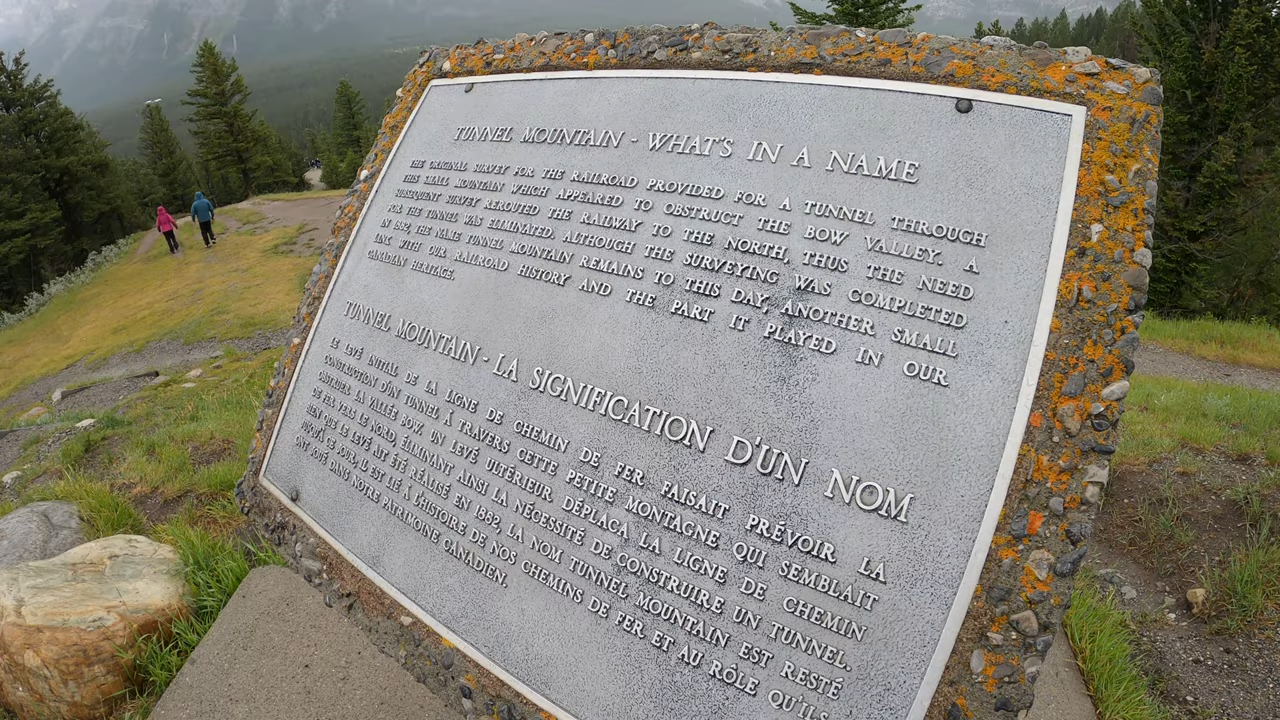 TUNNEL MOUNTAIN - WHAT'S IN A NAME
THE ORIGINAL SURVEY FOR THE RAILROAD PROVIDED FOR A TUNNEL THROUGH
THIS SMALL MOUNTAIN WHICH APPEARED TO OBSTRUCT THE BOW VALLEY. A
SUBSEQUENT SURVEY REROUTED THE RAILWAY TO THE NORTH, THUS THE NEED
FOR THE TUNNEL WAS ELIMINATED. ALTHOUGH THE SURVEYING WAS COMPLETED
IN 1882, THE NAME TUNNEL MOUNTAIN REMAINS TO THIS DAY, ANOTHER SMALL
LINK WITH OUR RAILROAD HISTORY AND THE PART IT PLAYED IN OUR
CANADIAN HERITAGE.
TUNNEL MOUNTAIN - LA SIGNIFICATION D'UN NOM
LE LEVÉ INITIAL DE LA LIGNE DE CHEMIN DE FER FAISAIT PRÉVOIR LA
CONSTRUCTION D'UN TUNNEL À TRAVERS CETTE PETITE MONTAGNE QUI SEMBLAIT
OBSTRUER LA VALLÉE BOW. UN LEVÉ ULTÉRIEUR DÉPLAÇA LA LIGNE DE CHEMIN
DE FER VERS LE NORD, ÉLIMINANT AINSI LA NÉCESSITÉ DE CONSTRUIRE UN TUNNEL.
BIEN QUE LE LEVÉ AIT ÉTÉ RÉALISÉ EN 1882, LA NOM TUNNEL MOUNTAIN EST RESTÉ
JUSQU'À CE JOUR, IL EST LÉ À L'HISTOIRE DE NOS CHEMINS DE FER ET AU RÔLE QU'ILS
ONT JOUÉ DANS NOTRE PATRIMOINE CANADIEN.